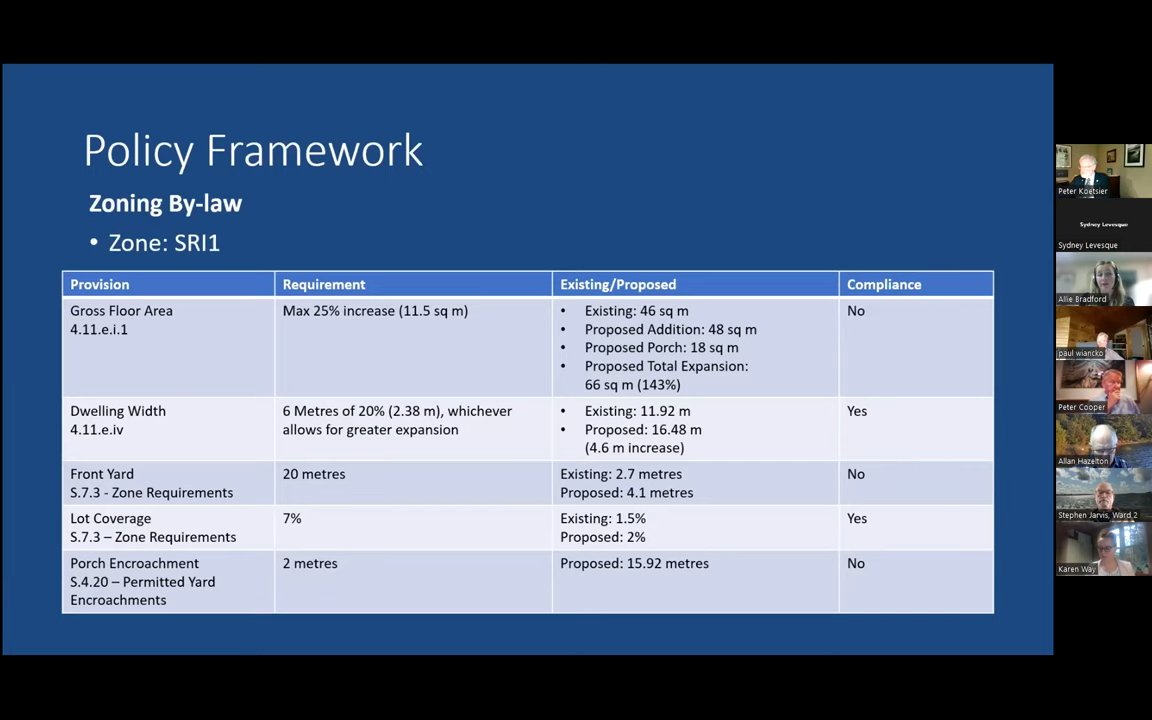 Policy Framework
Zoning By-law
• Zone: SRI1
Provision
Requirement
Existing/Proposed
Compliance
Gross Floor Area
4.11.e.i.1
Max 25% increase (11.5 sq m)
• Existing: 46 sq m
• Proposed Addition: 48 sq m
• Proposed Porch: 18 sq m
• Proposed Total Expansion:
66 sq m (143%)
No
Dwelling Width
4.11.e.iv
6 Metres of 20% (2.38 m), whichever
allows for greater expansion
• Existing: 11.92 m
• Proposed: 16.48 m
(4.6 m increase)
Yes
Front Yard
S.7.3 - Zone Requirements
20 metres
Existing: 2.7 metres
Proposed: 4.1 metres
No
Lot Coverage
S.7.3 – Zone Requirements
7%
Existing: 1.5%
Proposed: 2%
Yes
Porch Encroachment
S.4.20 – Permitted Yard
Encroachments
2 metres
Proposed: 15.92 metres
No
Peter Koetsier
Sydney Levesque
Sydney Levesque
Allie Bradford
paul wiancko
Peter Cooper
Allan Hazelton
Stephen Jarvis, Ward 2
Karen Way